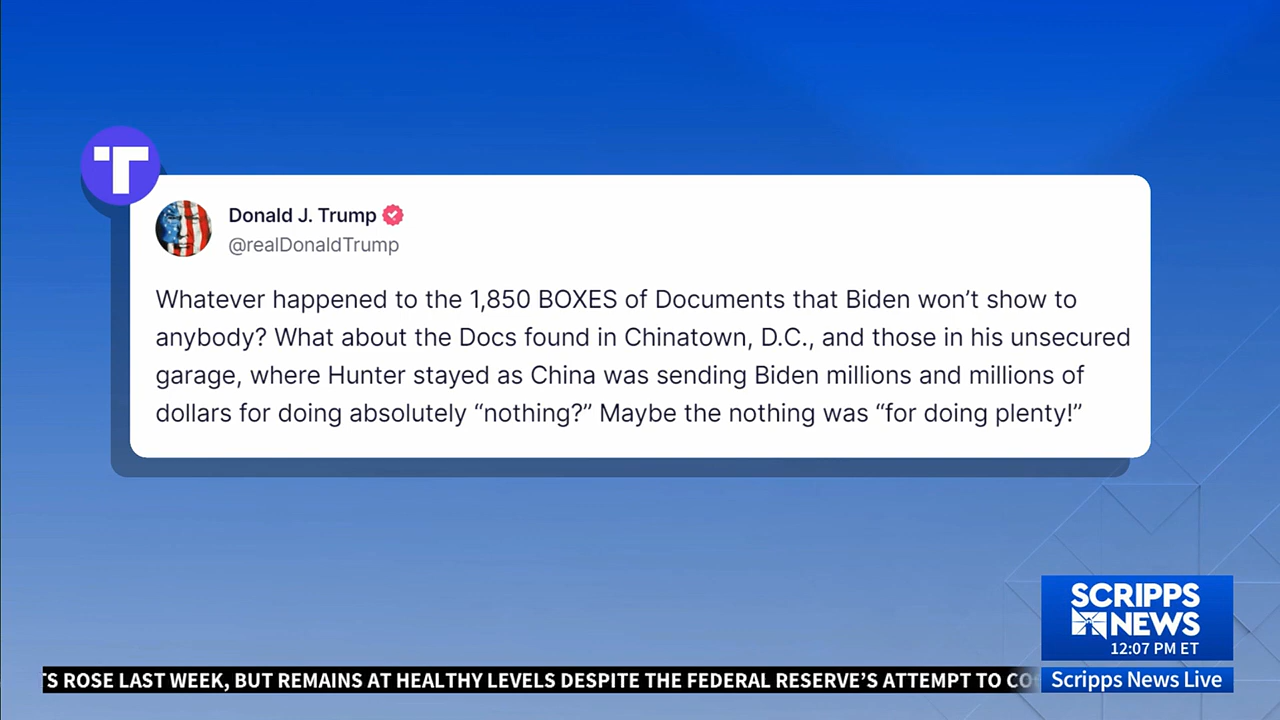 Donald J. Trump
@realDonaldTrump
Whatever happened to the 1,850 BOXES of Documents that Biden won’t show to
anybody? What about the Docs found in Chinatown, D.C., and those in his unsecured
garage, where Hunter stayed as China was sending Biden millions and millions of
dollars for doing absolutely “nothing?” Maybe the nothing was “for doing plenty!”
SCRIPPS
NEWS
12:07 PM ET
'S ROSE LAST WEEK, BUT REMAINS AT HEALTHY LEVELS DESPITE THE FEDERAL RESERVE’S ATTEMPT TO
Scripps News Live